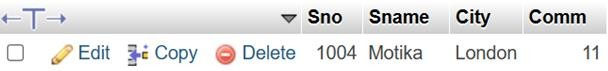 Sno Sname City Comm
Edit Copy Delete 1004 Motika London 11